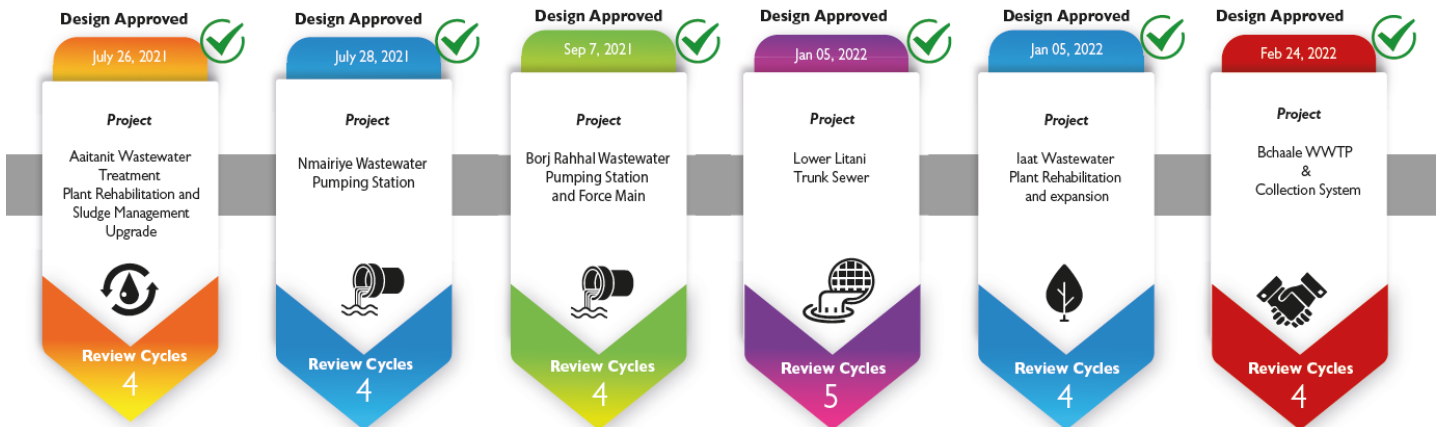 Design Approved
July 26, 2021
Project
Aaitanit Wastewater
Treatment
Plant Rehabilitation and
Sludge Management
Upgrade
Review Cycles
4
Design Approved
July 28, 2021
Project
Nmairiye Wastewater
Pumping Station
Review Cycles
4
Design Approved
Sep 7, 2021
Project
Borj Rahhal Wastewater
Pumping Station
and Force Main
Review Cycles
4
Design Approved
Jan 05, 2022
Project
Lower Litani
Trunk Sewer
Review Cycles
5
Design Approved
Jan 05, 2022
Project
Iaat Wastewater
Plant Rehabilitation
and expansion
Review Cycles
4
Design Approved
Feb 24, 2022
Project
Bchaale WWTP
&
Collection System
Review Cycles
4